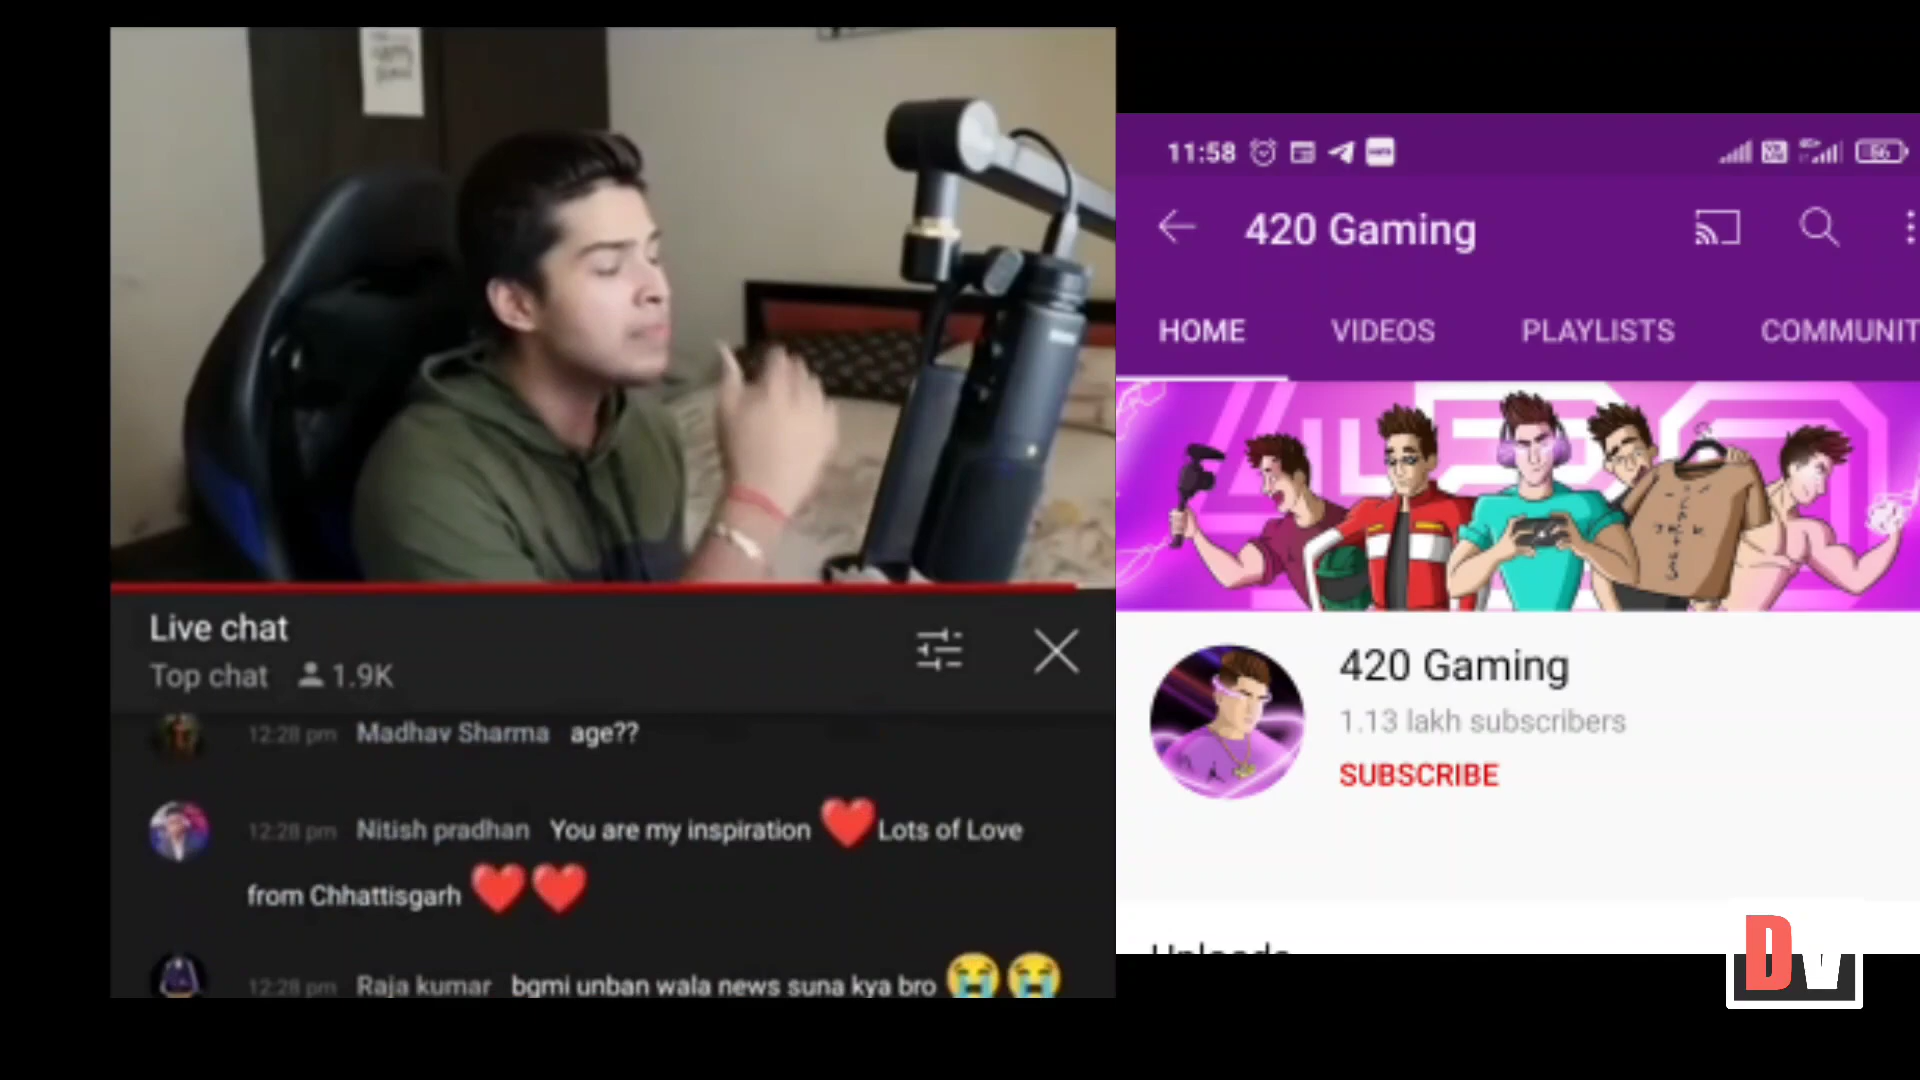 Live chat
Top chat 1.9K
12:28 pm Madhav Sharma age??
12:28 pm Nitish pradhan You are my inspiration ❤️Lots of Love
from Chhattisgarh ❤️❤️
12:28 pm Raja kumar bgmi unban wala news suna kya bro 😭😭
11:58
56
420 Gaming
HOME VIDEOS PLAYLISTS COMMUNIT
420 Gaming
1.13 lakh subscribers
SUBSCRIBE
Uploads
DV